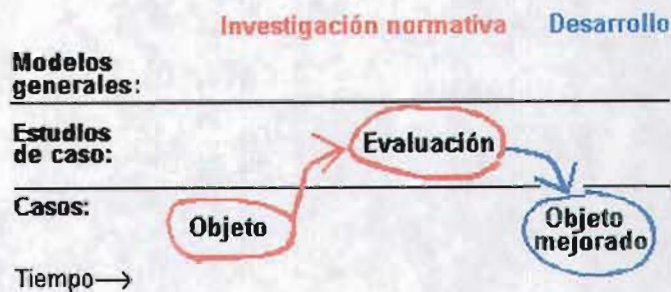 Investigación normativa Desarrollo
Modelos
generales:
Estudios
de caso:
Evaluación
Casos:
Objeto
Objeto
mejorado
Tiempo→